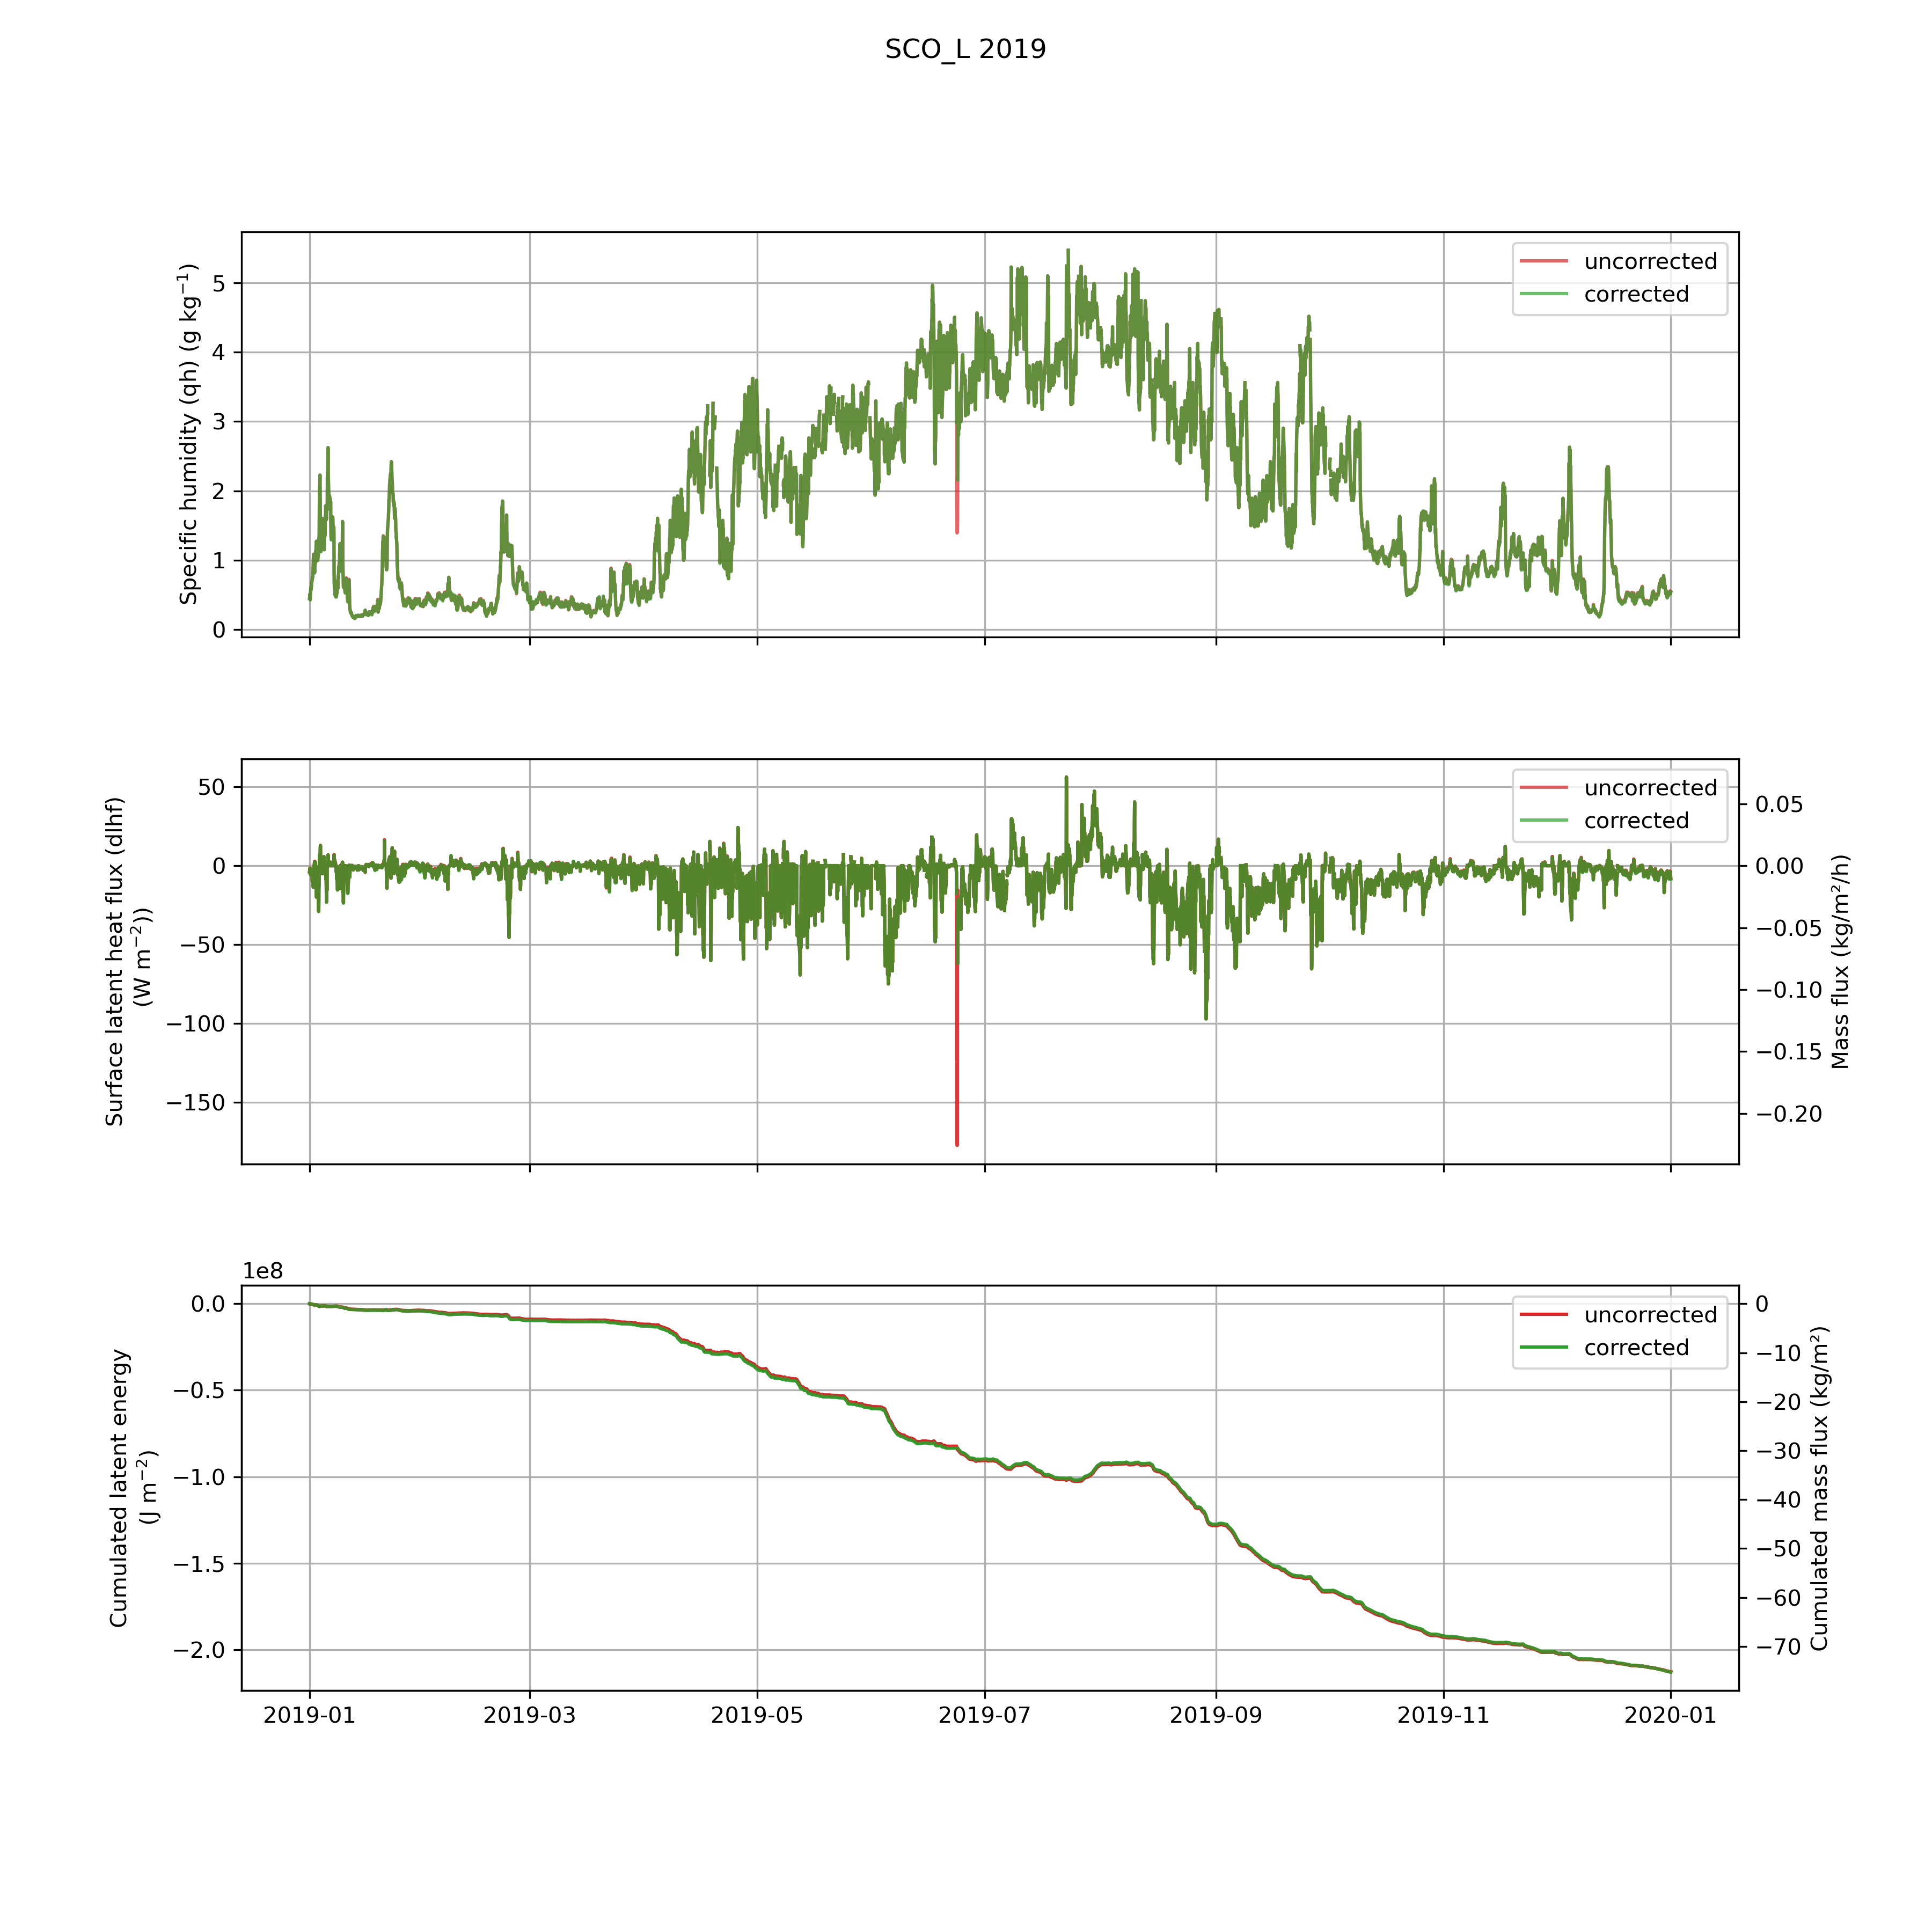 SCO_L 2019
Specific humidity (qh) (g kg⁻¹)
5
4
3
2
1
0
uncorrected
corrected
Surface latent heat flux (dlhf)
(W m⁻²))
50
0
−50
−100
−150
uncorrected
corrected
0.05
0.00
−0.05
−0.10
−0.15
−0.20
Mass flux (kg/m²/h)
1e8
Cumulated latent energy
(J m⁻²)
0.0
−0.5
−1.0
−1.5
−2.0
uncorrected
corrected
0
−10
−20
−30
−40
−50
−60
−70
Cumulated mass flux (kg/m²)
2019-01 2019-03 2019-05 2019-07 2019-09 2019-11 2020-01